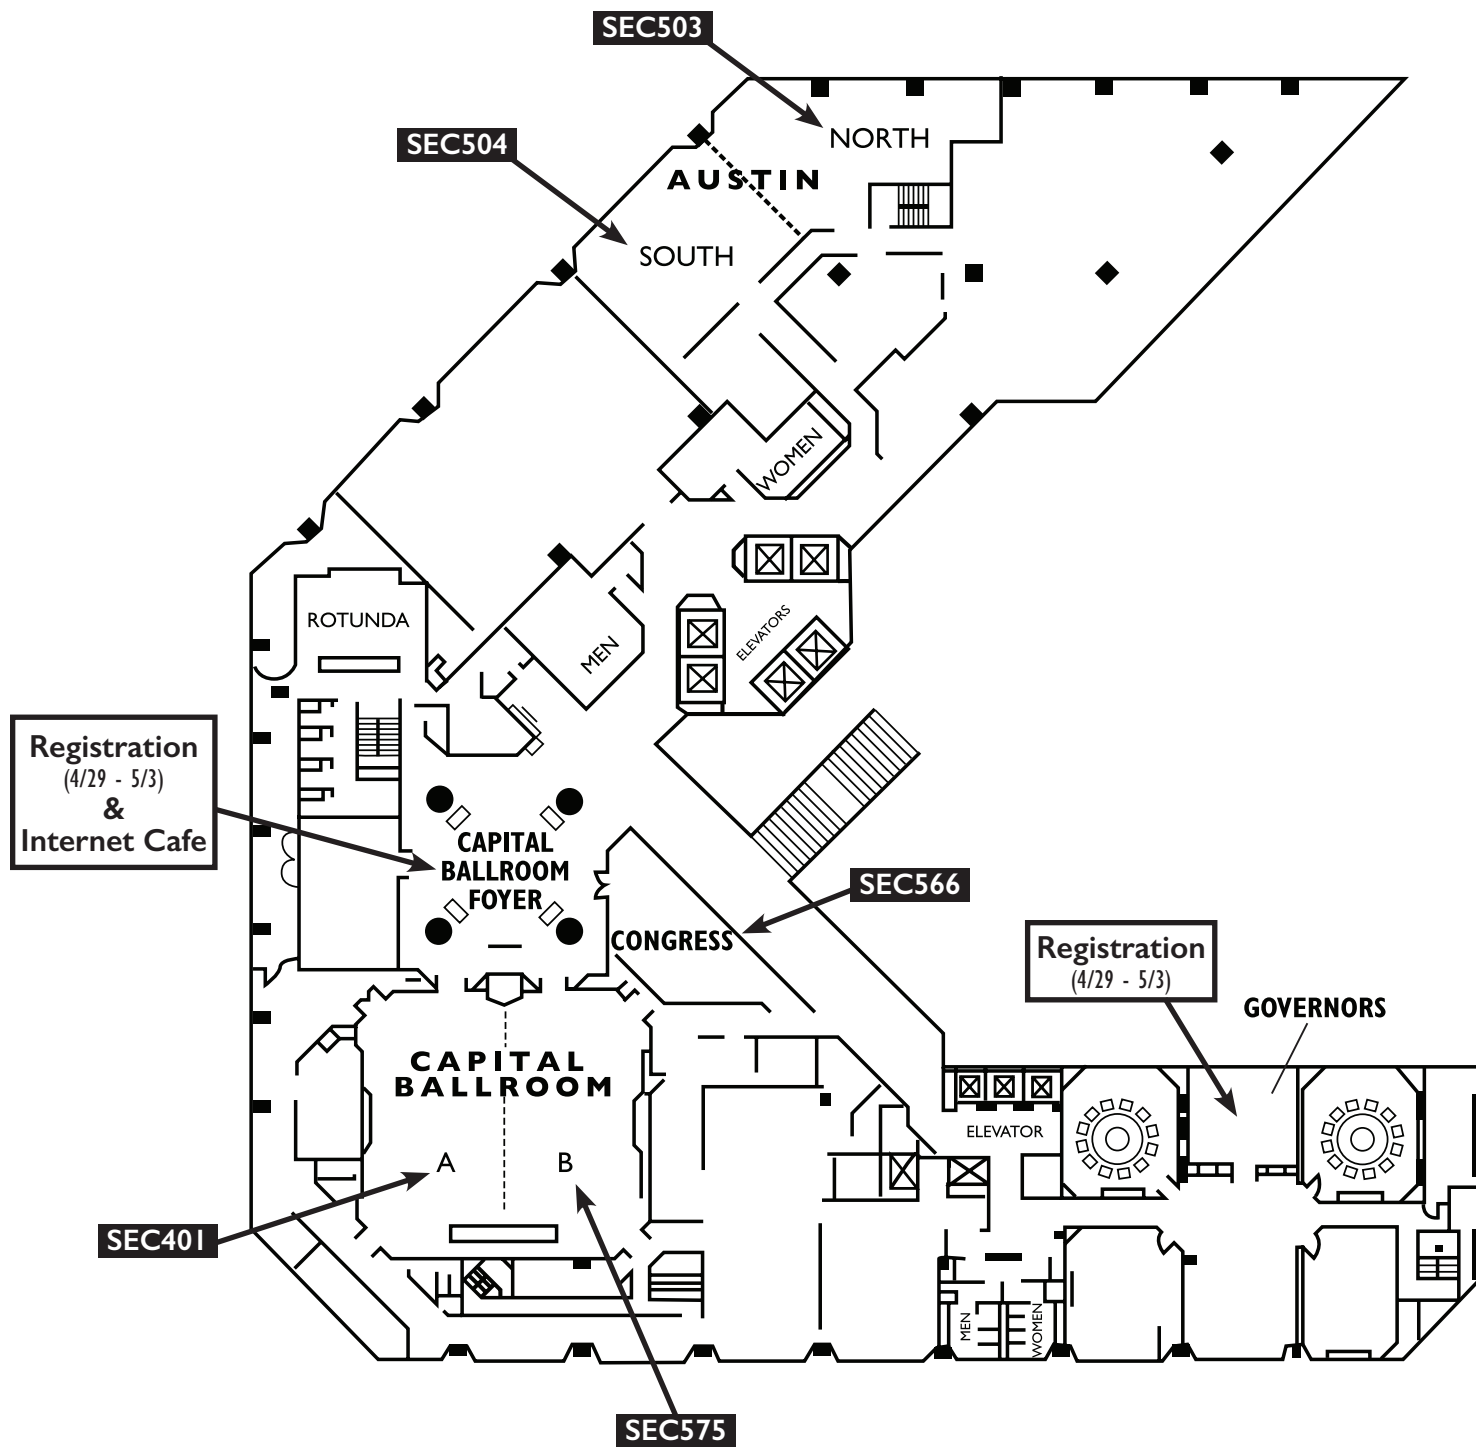 SEC503
NORTH
SEC504
AUSTIN
SOUTH
WOMEN
ROTUNDA
MEN
ELEVATORS
Registration
(4/29 - 5/3)
&
Internet Cafe
CAPITAL
BALLROOM
FOYER
SEC566
CONGRESS
Registration
(4/29 - 5/3)
GOVERNORS
CAPITAL
BALLROOM
ELEVATOR
A
B
SEC401
MEN
WOMEN
SEC575